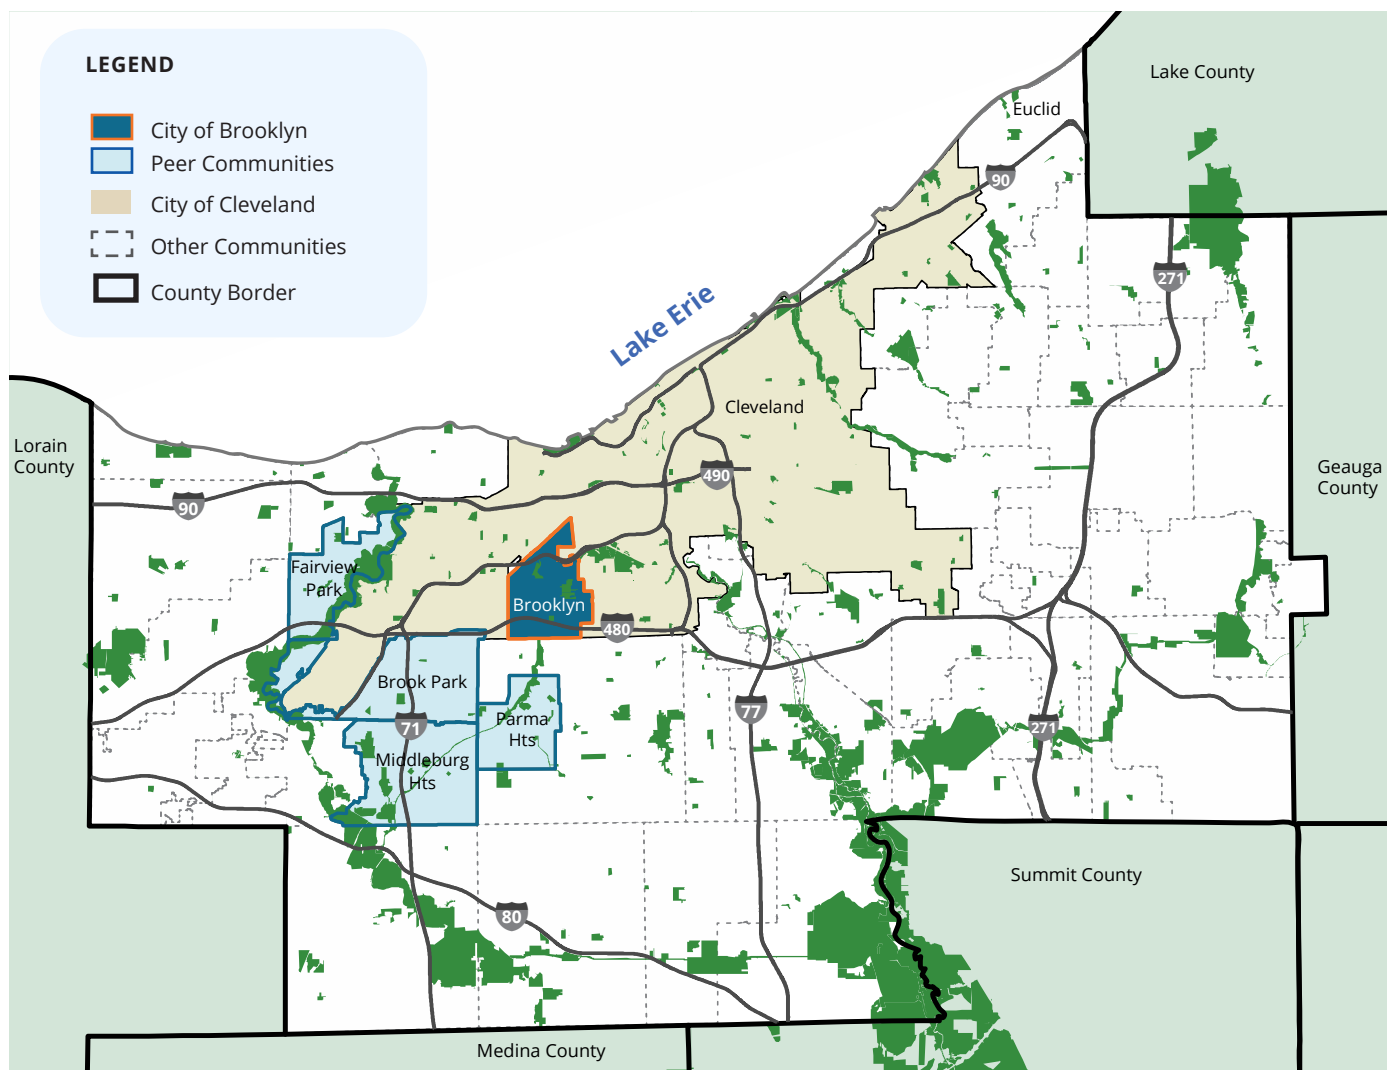 LEGEND
City of Brooklyn
Peer Communities
City of Cleveland
Other Communities
County Border
Lake County
Euclid
90
271
Lake Erie
Cleveland
Lorain
County
Geauga
County
490
90
Fairview
Park
Brooklyn
480
Brook Park
77
Parma
Hts
71
271
Middleburg
Hts
Summit County
80
Medina County